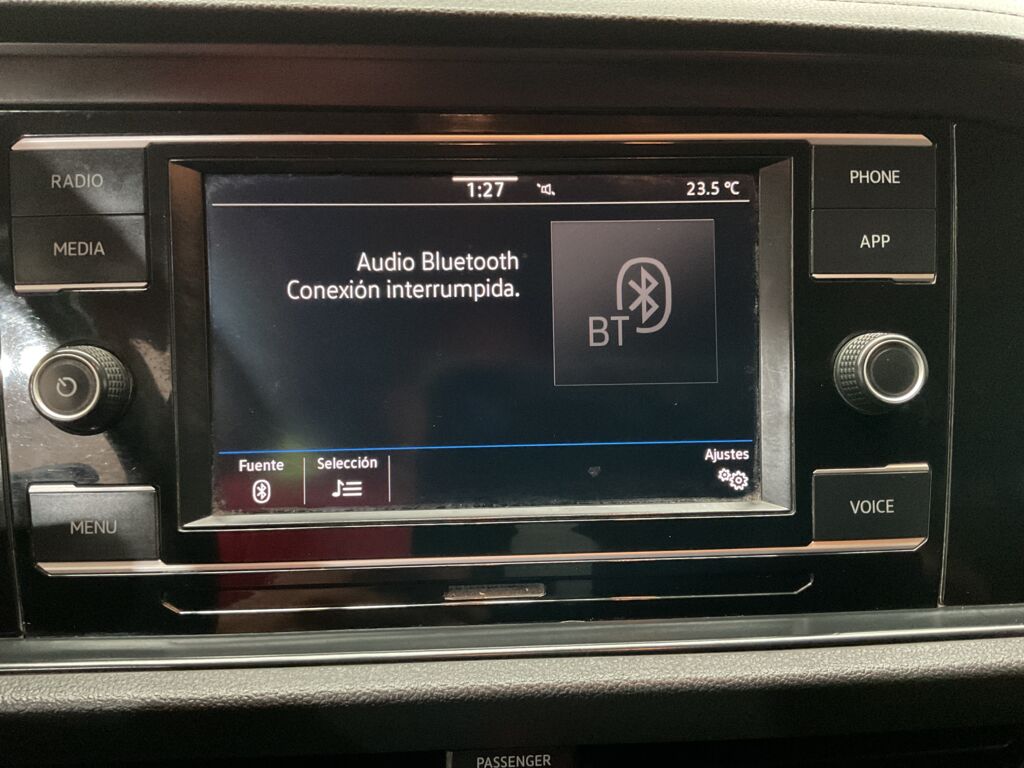 RADIO
MEDIA
MENU
1:27
23.5 °C
Audio Bluetooth
Conexión interrumpida.
BT
Fuente
Selección
Ajustes
PHONE
APP
VOICE
PASSENGER